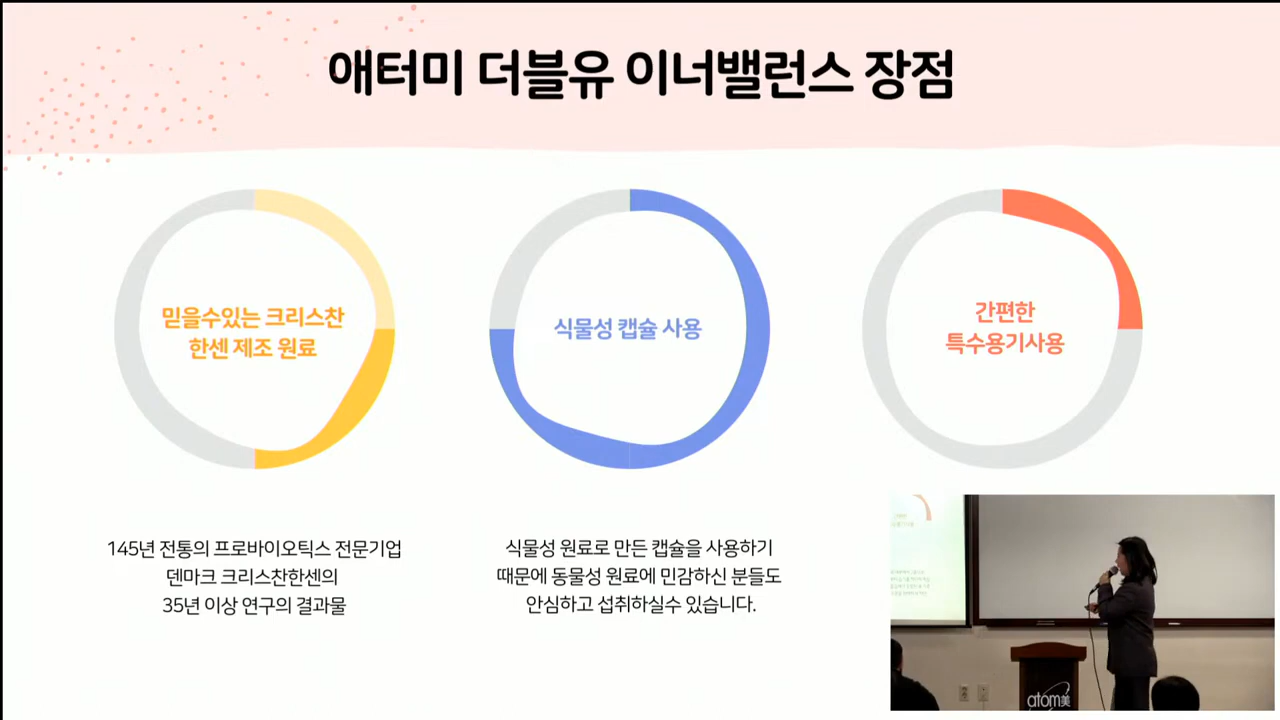 애터미 더블유 이너밸런스 장점
믿을수있는 크리스찬
한센 제조 원료
식물성 캡슐 사용
간편한
특수용기사용
145년 전통의 프로바이오틱스 전문기업
덴마크 크리스찬한센의
35년 이상 연구의 결과물
식물성 원료로 만든 캡슐을 사용하기
때문에 동물성 원료에 민감하신 분들도
안심하고 섭취하실수 있습니다.
atom美